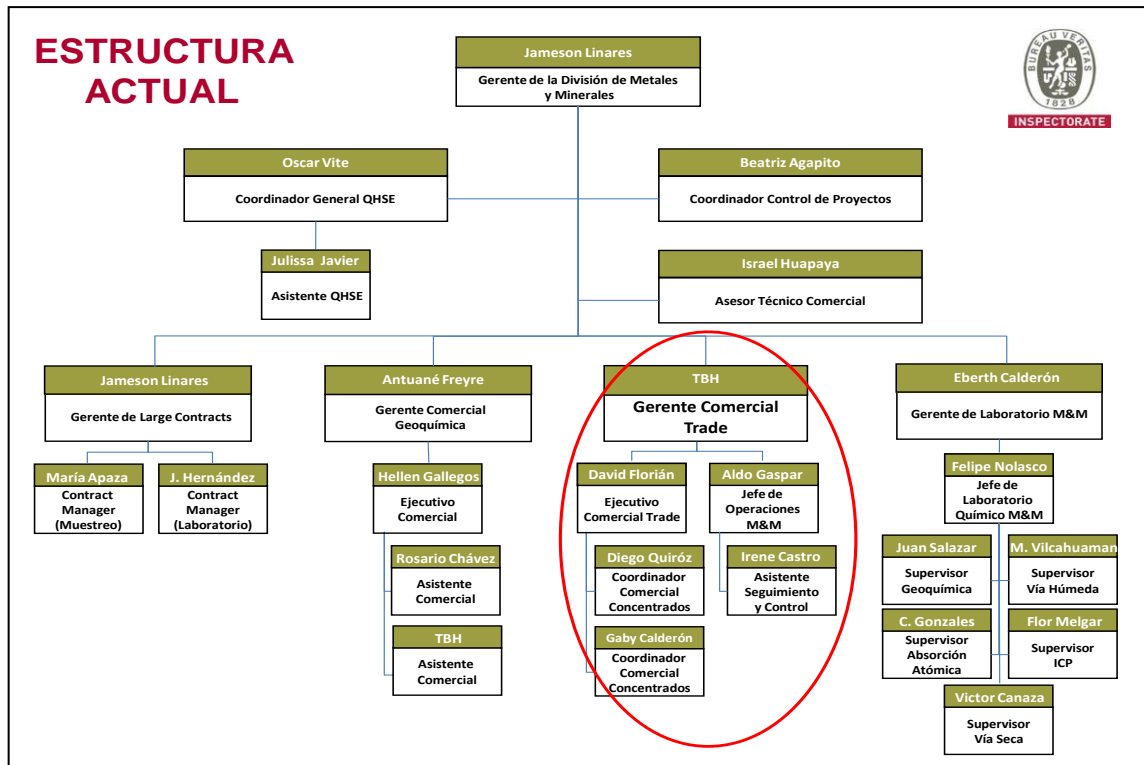 ESTRUCTURA
ACTUAL
Jameson Linares
Gerente de la División de Metales
y Minerales
BUREAU VERITAS
1828
INSPECTORATE
Oscar Vite
Coordinador General QHSE
Beatriz Agapito
Coordinador Control de Proyectos
Julissa Javier
Asistente QHSE
Israel Huapaya
Asesor Técnico Comercial
Jameson Linares
Gerente de Large Contracts
Antuané Freyre
Gerente Comercial
Geoquímica
TBH
Gerente Comercial
Trade
Eberth Calderón
Gerente de Laboratorio M&M
María Apaza
Contract
Manager
(Muestreo)
J. Hernández
Contract
Manager
(Laboratorio)
Hellen Gallegos
Ejecutivo
Comercial
Rosario Chávez
Asistente
Comercial
TBH
Asistente
Comercial
David Florián
Ejecutivo
Comercial Trade
Aldo Gaspar
Jefe de
Operaciones
M&M
Diego Quiróz
Coordinador
Comercial
Concentrados
Irene Castro
Asistente
Seguimiento
y Control
Gaby Calderón
Coordinador
Comercial
Concentrados
Felipe Nolasco
Jefe de
Laboratorio
Químico M&M
Juan Salazar
Supervisor
Geoquímica
M. Vilcahuaman
Supervisor
Vía Húmeda
C. Gonzales
Supervisor
Absorción
Atómica
Flor Melgar
Supervisor
ICP
Victor Canaza
Supervisor
Vía Seca